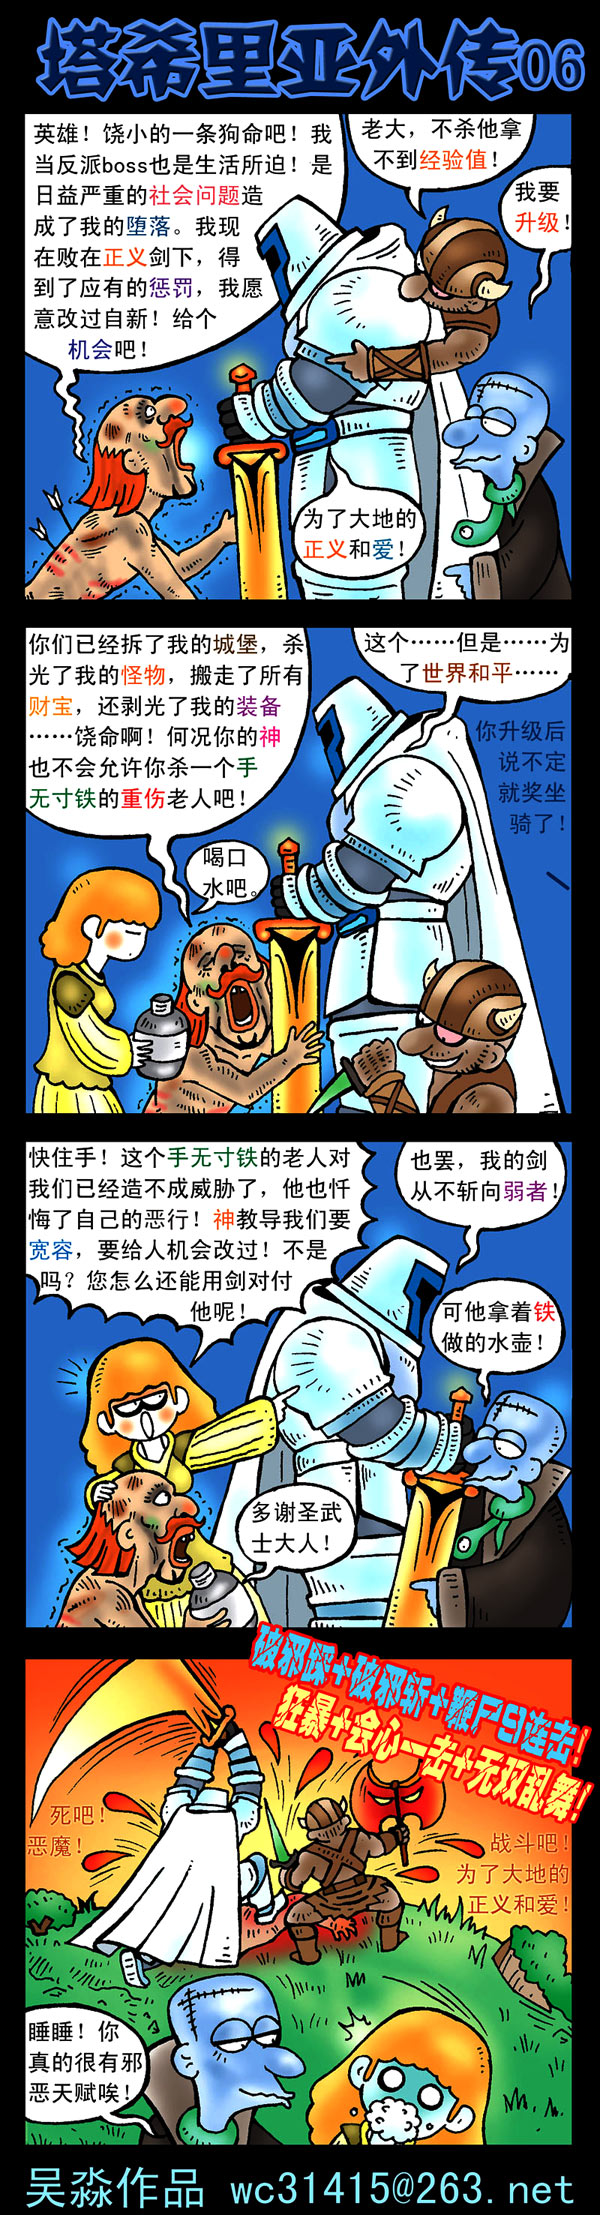 塔希里亚外传06
英雄！饶小的一条狗命吧！我
当反派boss也是生活所迫！是
日益严重的社会问题造
成了我的堕落。我现
在败在正义剑下，得
到了应有的惩罚，我愿
意改过自新！给个
机会吧！
老大，不杀他拿
不到经验值！
我要
升级！
为了大地的
正义和爱！
你们已经拆了我的城堡，杀
光了我的怪物，搬走了所有
财宝，还剥光了我的装备
……饶命啊！何况你的神
也不会允许你杀一个手
无寸铁的重伤老人吧！
这个……但是……为
了世界和平……
你升级后
说不定
就奖坐
骑了！
喝口
水吧。
快住手！这个手无寸铁的老人对
我们已经造不成威胁了，他也忏
悔了自己的恶行！神教导我们要
宽容，要给人机会改过！不是
吗？您怎么还能用剑对付
他呢！
也罢，我的剑
从不斩向弱者！
可他拿着铁
做的水壶！
多谢圣武
士大人！
破邪踩+破邪斩+鞭尸9连击！
狂暴+会心一击+无双乱舞！
死吧！
恶魔！
战斗吧！
为了大地的
正义和爱！
睡睡！你
真的很有邪
恶天赋唉！
吴淼作品 wc31415@263.net